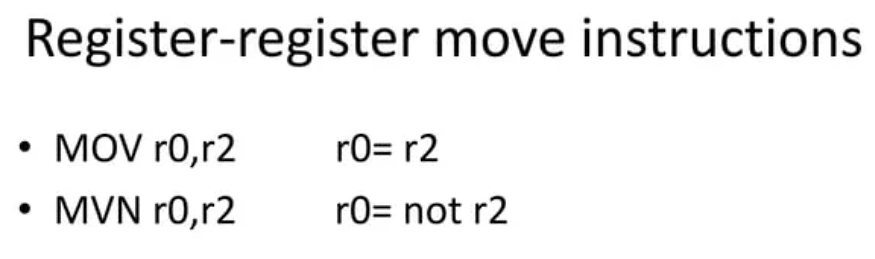 Register-register move instructions
• MOV r0,r2 r0= r2
• MVN r0,r2 r0= not r2